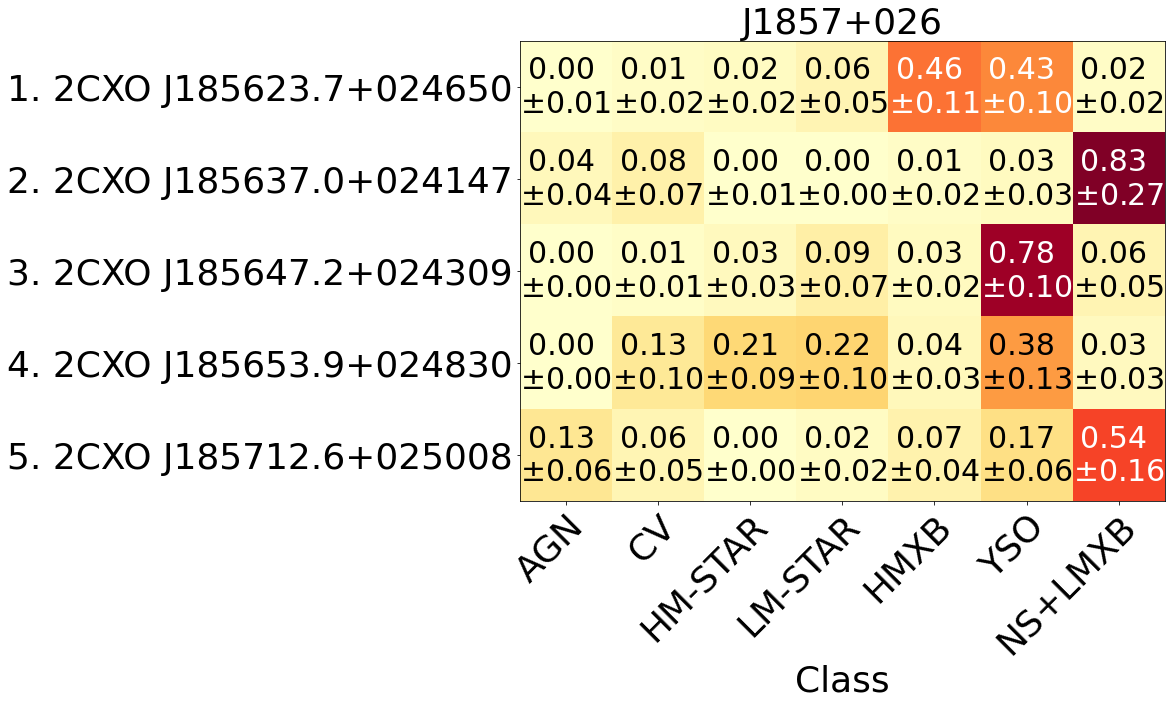 J1857+026
1. 2CXO J185623.7+024650
0.00 0.01 0.02 0.06 0.46 0.43 0.02
±0.01 ±0.02 ±0.02 ±0.05 ±0.11 ±0.10 ±0.02
2. 2CXO J185637.0+024147
0.04 0.08 0.00 0.00 0.01 0.03 0.83
±0.04 ±0.07 ±0.01 ±0.00 ±0.02 ±0.03 ±0.27
3. 2CXO J185647.2+024309
0.00 0.01 0.03 0.09 0.03 0.78 0.06
±0.00 ±0.01 ±0.03 ±0.07 ±0.02 ±0.10 ±0.05
4. 2CXO J185653.9+024830
0.00 0.13 0.21 0.22 0.04 0.38 0.03
±0.00 ±0.10 ±0.09 ±0.10 ±0.03 ±0.13 ±0.03
5. 2CXO J185712.6+025008
0.13 0.06 0.00 0.02 0.07 0.17 0.54
±0.06 ±0.05 ±0.00 ±0.02 ±0.04 ±0.06 ±0.16
AGN CV HM-STAR LM-STAR HMXB YSO NS+LMXB
Class